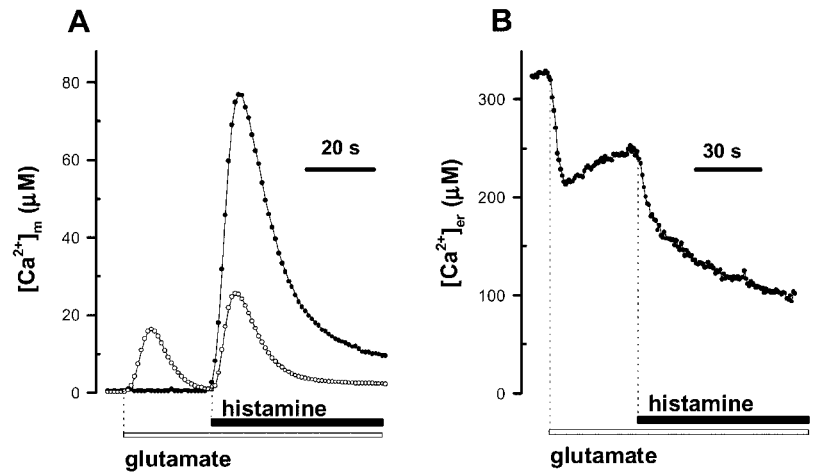 A
[Ca²⁺]ₘ (μM)
80
60
40
20
0
20 s
histamine
glutamate
B
[Ca²⁺]ₑᵣ (μM)
300
200
100
0
30 s
histamine
glutamate